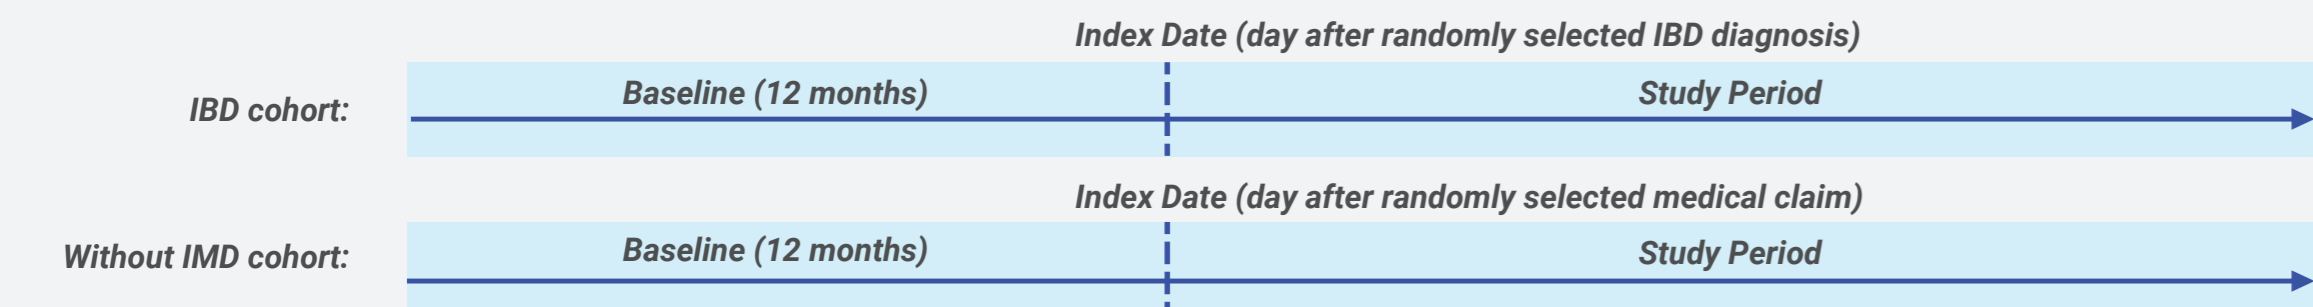 Index Date (day after randomly selected IBD diagnosis)
IBD cohort:
Baseline (12 months)
Study Period
Index Date (day after randomly selected medical claim)
Without IMD cohort:
Baseline (12 months)
Study Period